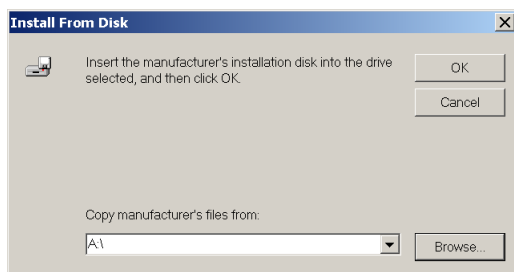 Install From Disk
Insert the manufacturer's installation disk into the drive
selected, and then click OK.
OK
Cancel
Copy manufacturer's files from:
A:\
Browse...